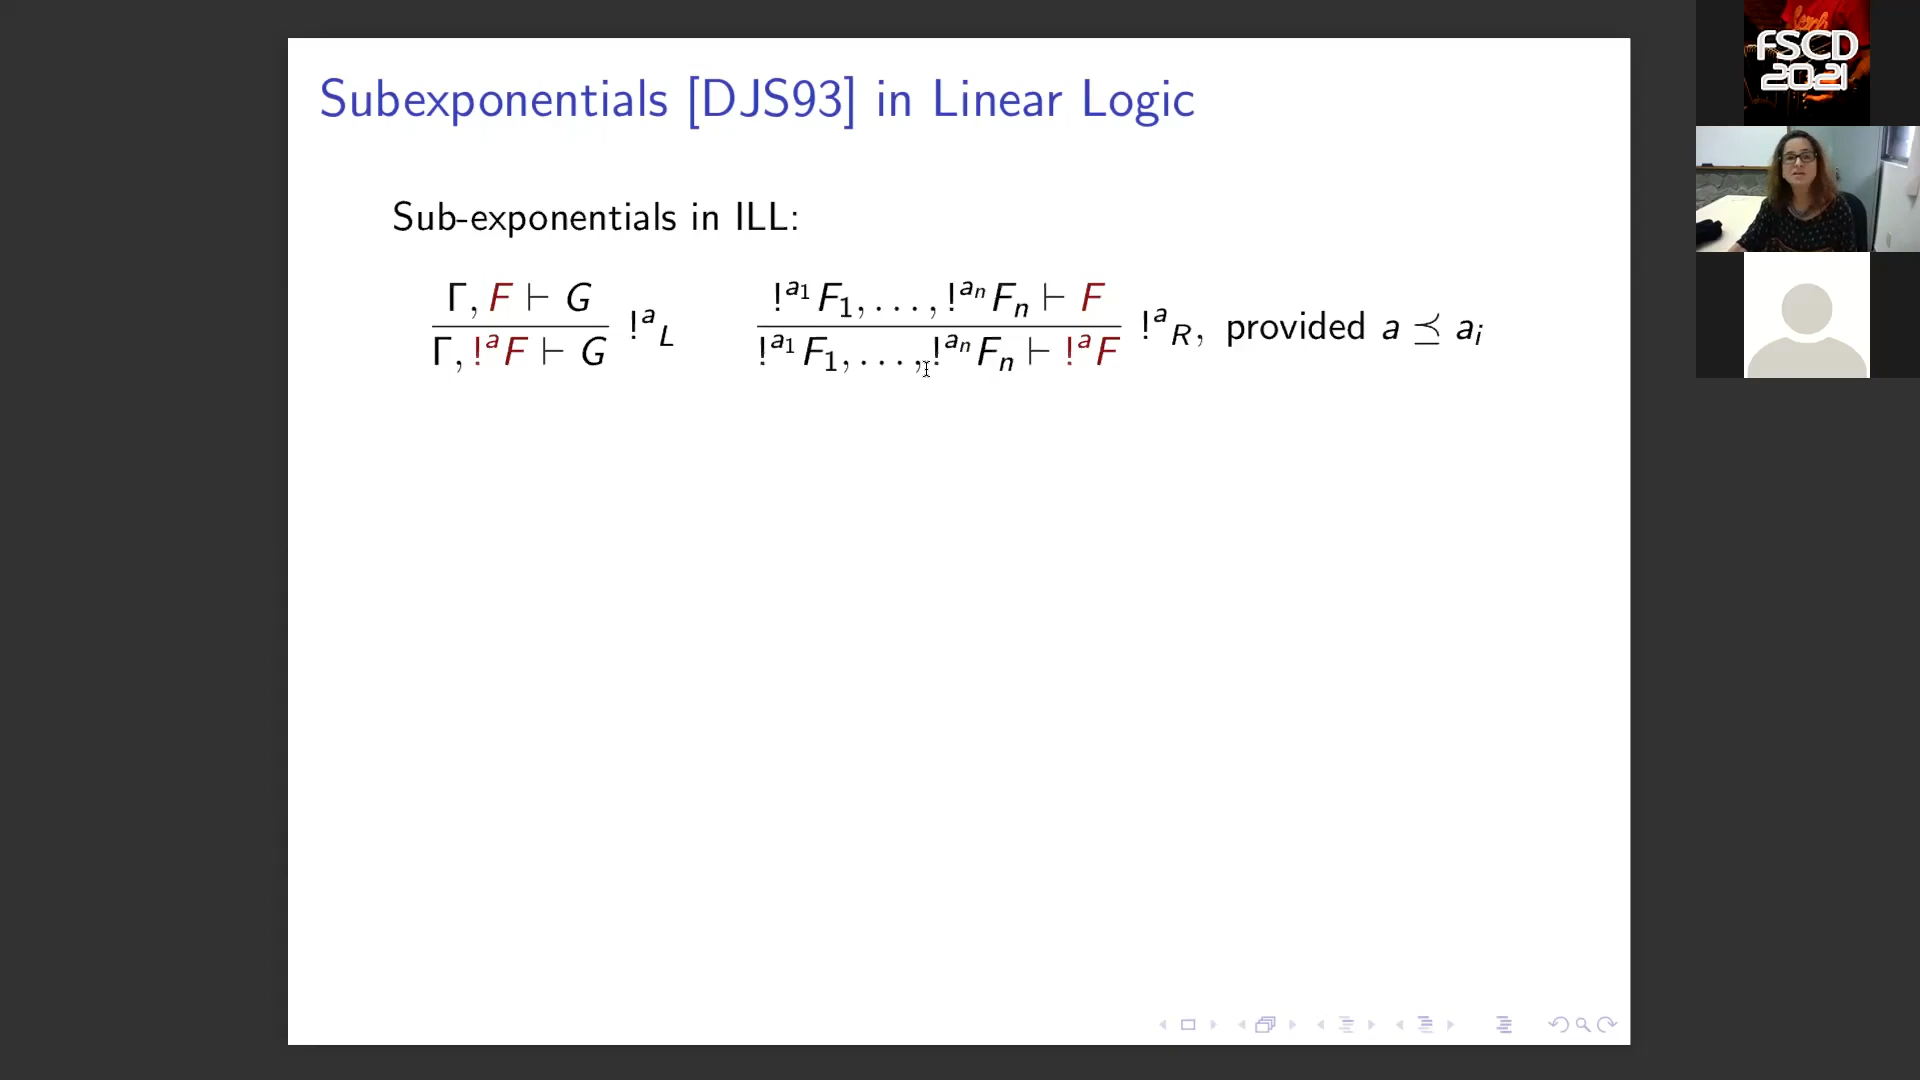 Subexponentials [DJS93] in Linear Logic
Sub-exponentials in ILL:
Γ, F ⊢ G
Γ, !ᵃF ⊢ G
!ᵃL
!ᵃ¹F₁, . . . , !ᵃⁿFₙ ⊢ F
!ᵃ¹F₁, . . . , !ᵃⁿFₙ ⊢ !ᵃF
!ᵃR, provided a ⪯ aᵢ
FSCD
2021